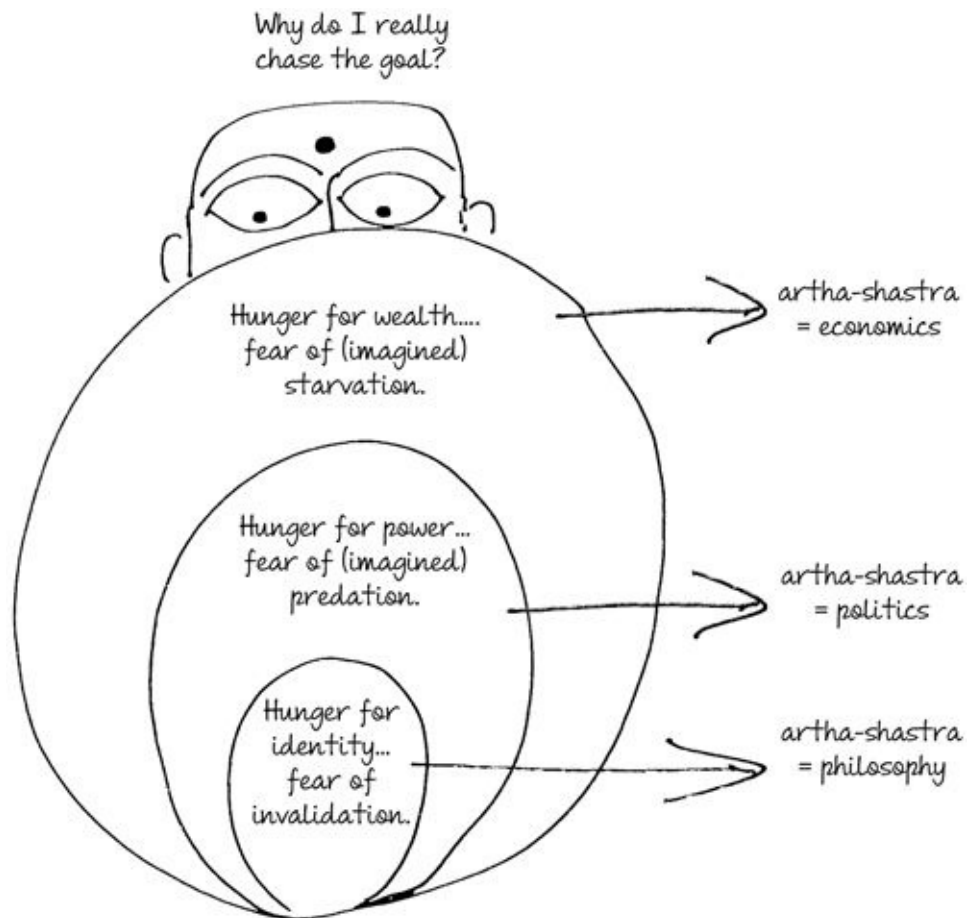 Why do I really
chase the goal?
Hunger for wealth....
fear of (imagined)
starvation.
artha-shastra
= economics
Hunger for power...
fear of (imagined)
predation.
artha-shastra
= politics
Hunger for
identity...
fear of
invalidation.
artha-shastra
= philosophy